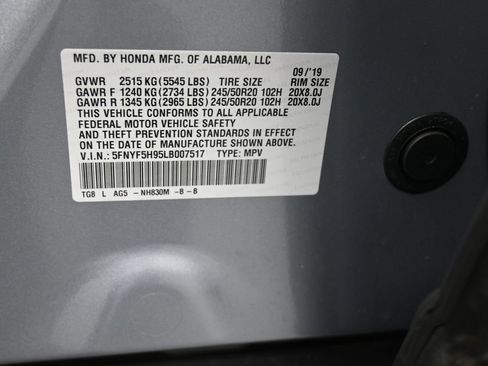 MFD. BY HONDA MFG. OF ALABAMA, LLC
09/'19
GVWR 2515 KG(5545 LBS) TIRE SIZE RIM SIZE
GAWR F 1240 KG(2734 LBS) 245/50R20 102H 20X8.0J
GAWR R 1345 KG(2965 LBS) 245/50R20 102H 20X8.0J
THIS VEHICLE CONFORMS TO ALL APPLICABLE
FEDERAL MOTOR VEHICLE SAFETY
AND THEFT PREVENTION STANDARDS IN EFFECT
ON THE DATE OF MANUFACTURE SHOWN ABOVE.
V.I.N.: 5FNYF5H95LB007517 TYPE: MPV
TG8 L AG5 -NH830M -B-B